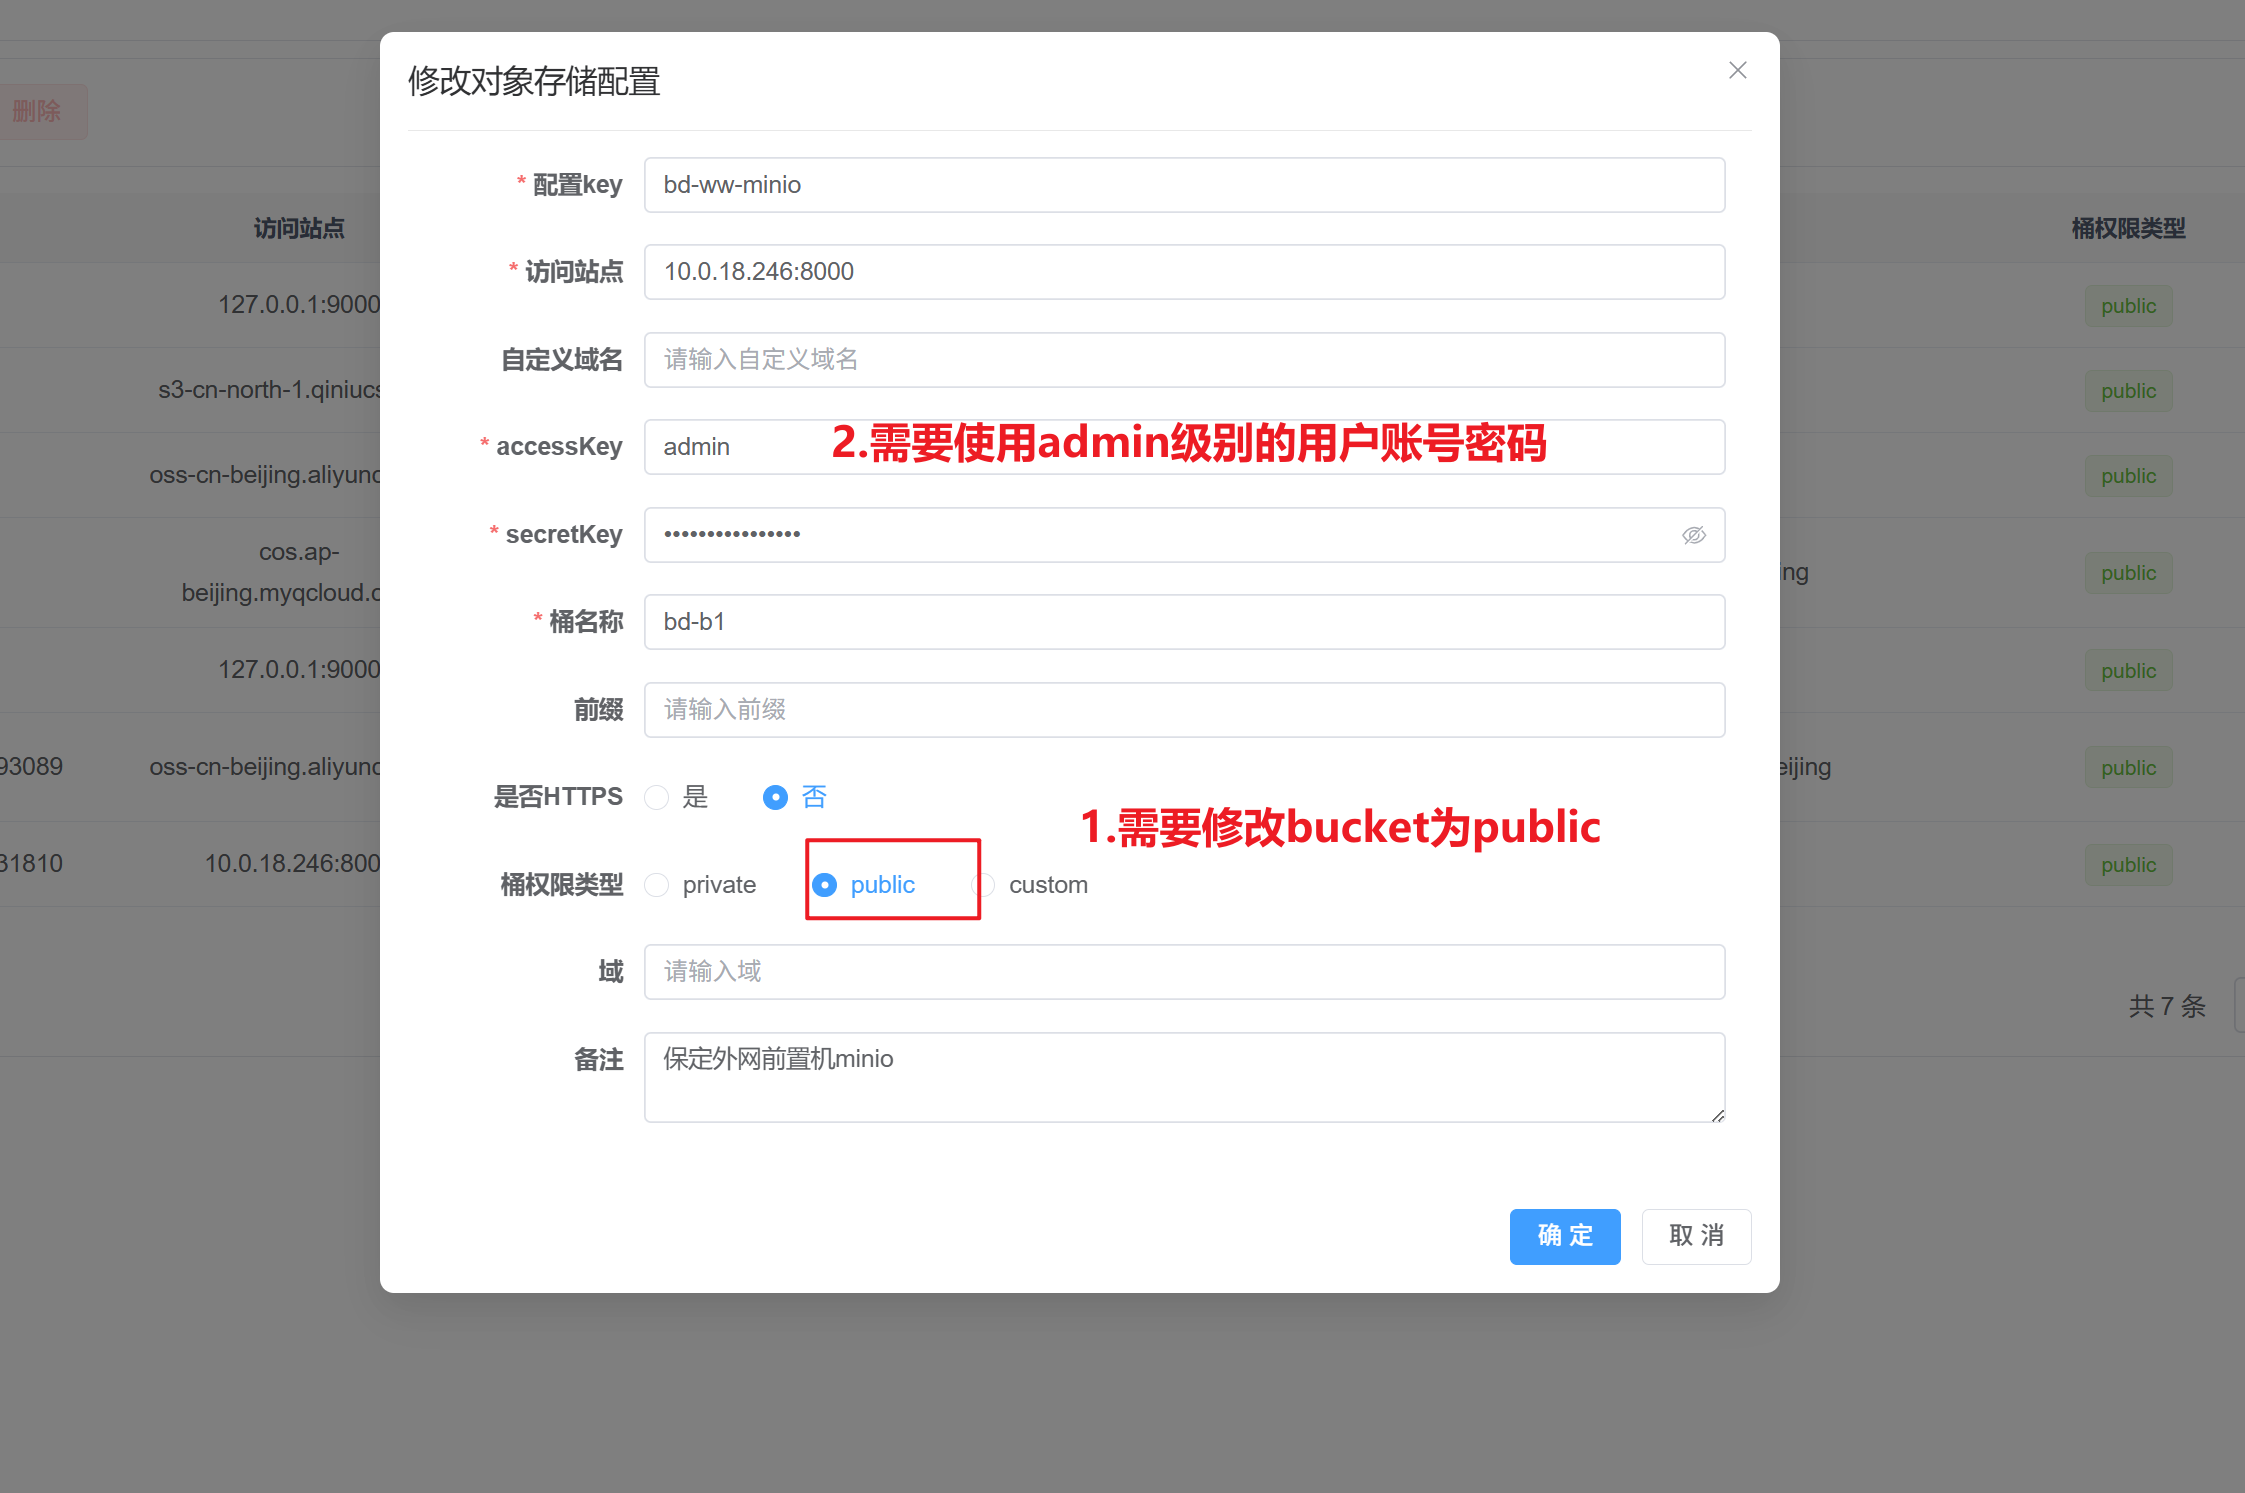 修改对象存储配置
删除
* 配置key bd-ww-minio
访问站点
桶权限类型
* 访问站点 10.0.18.246:8000
127.0.0.1:9000
public
自定义域名 请输入自定义域名
s3-cn-north-1.qiniucs
public
* accessKey admin
2.需要使用admin级别的用户账号密码
oss-cn-beijing.aliyunc
public
* secretKey ••••••••••••••••
cos.ap-
beijing.myqcloud.c
ing
public
* 桶名称 bd-b1
127.0.0.1:9000
public
前缀 请输入前缀
93089
oss-cn-beijing.aliyunc
eijing
public
是否HTTPS 是 否
1.需要修改bucket为public
31810
10.0.18.246:800
public
桶权限类型 private public custom
域 请输入域
共 7 条
备注 保定外网前置机minio
确 定
取 消